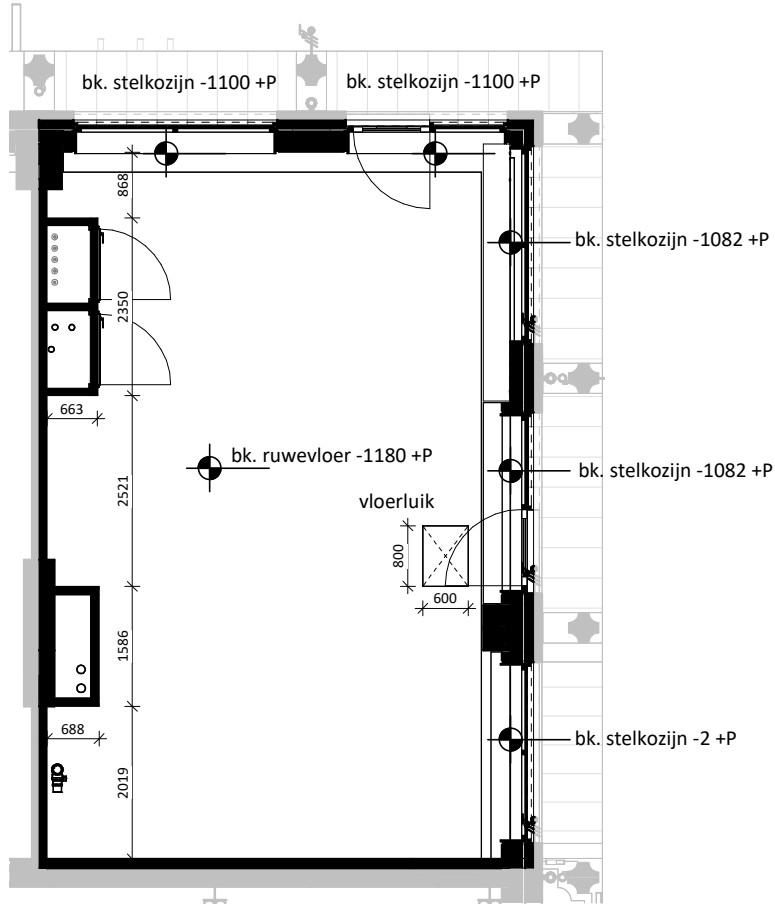 bk. stelkozijn -1100 +P
bk. stelkozijn -1100 +P
868
bk. stelkozijn -1082 +P
2350
663
bk. ruwevloer -1180 +P
bk. stelkozijn -1082 +P
2521
vloerluik
800
600
1586
688
bk. stelkozijn -2 +P
2019